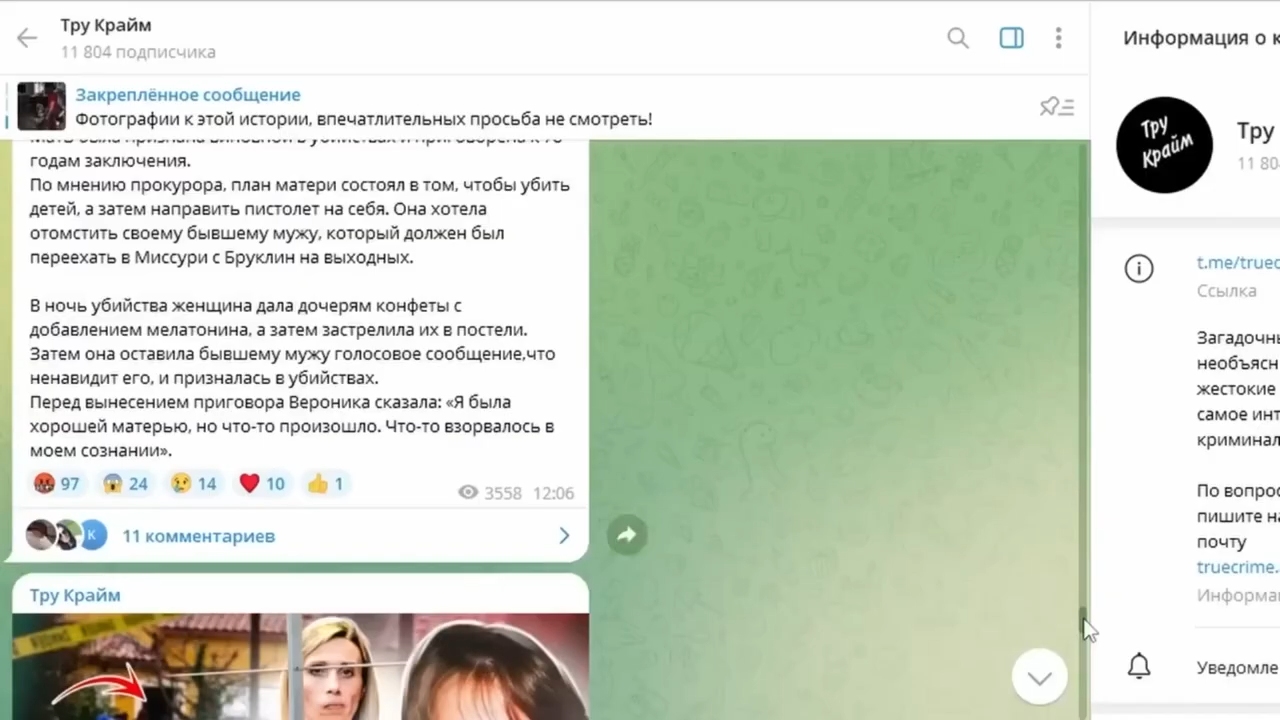 Тру Крайм
11 804 подписчика
Закреплённое сообщение
Фотографии к этой истории, впечатлительных просьба не смотреть!
годам заключения.
По мнению прокурора, план матери состоял в том, чтобы убить
детей, а затем направить пистолет на себя. Она хотела
отомстить своему бывшему мужу, который должен был
переехать в Миссури с Бруклин на выходных.
В ночь убийства женщина дала дочерям конфеты с
добавлением мелатонина, а затем застрелила их в постели.
Затем она оставила бывшему мужу голосовое сообщение,что
ненавидит его, и призналась в убийствах.
Перед вынесением приговора Вероника сказала: «Я была
хорошей матерью, но что-то произошло. Что-то взорвалось в
моем сознании».
97 24 14 10 1
3558 12:06
К
11 комментариев
Тру Крайм
Информация о к
Тру Крайм
Тру
11 80
t.me/truec
Ссылка
Загадочны
необъясн
жестокие
самое инт
криминал
По вопрос
пишите на
почту
truecrime.
Информац
Уведомле